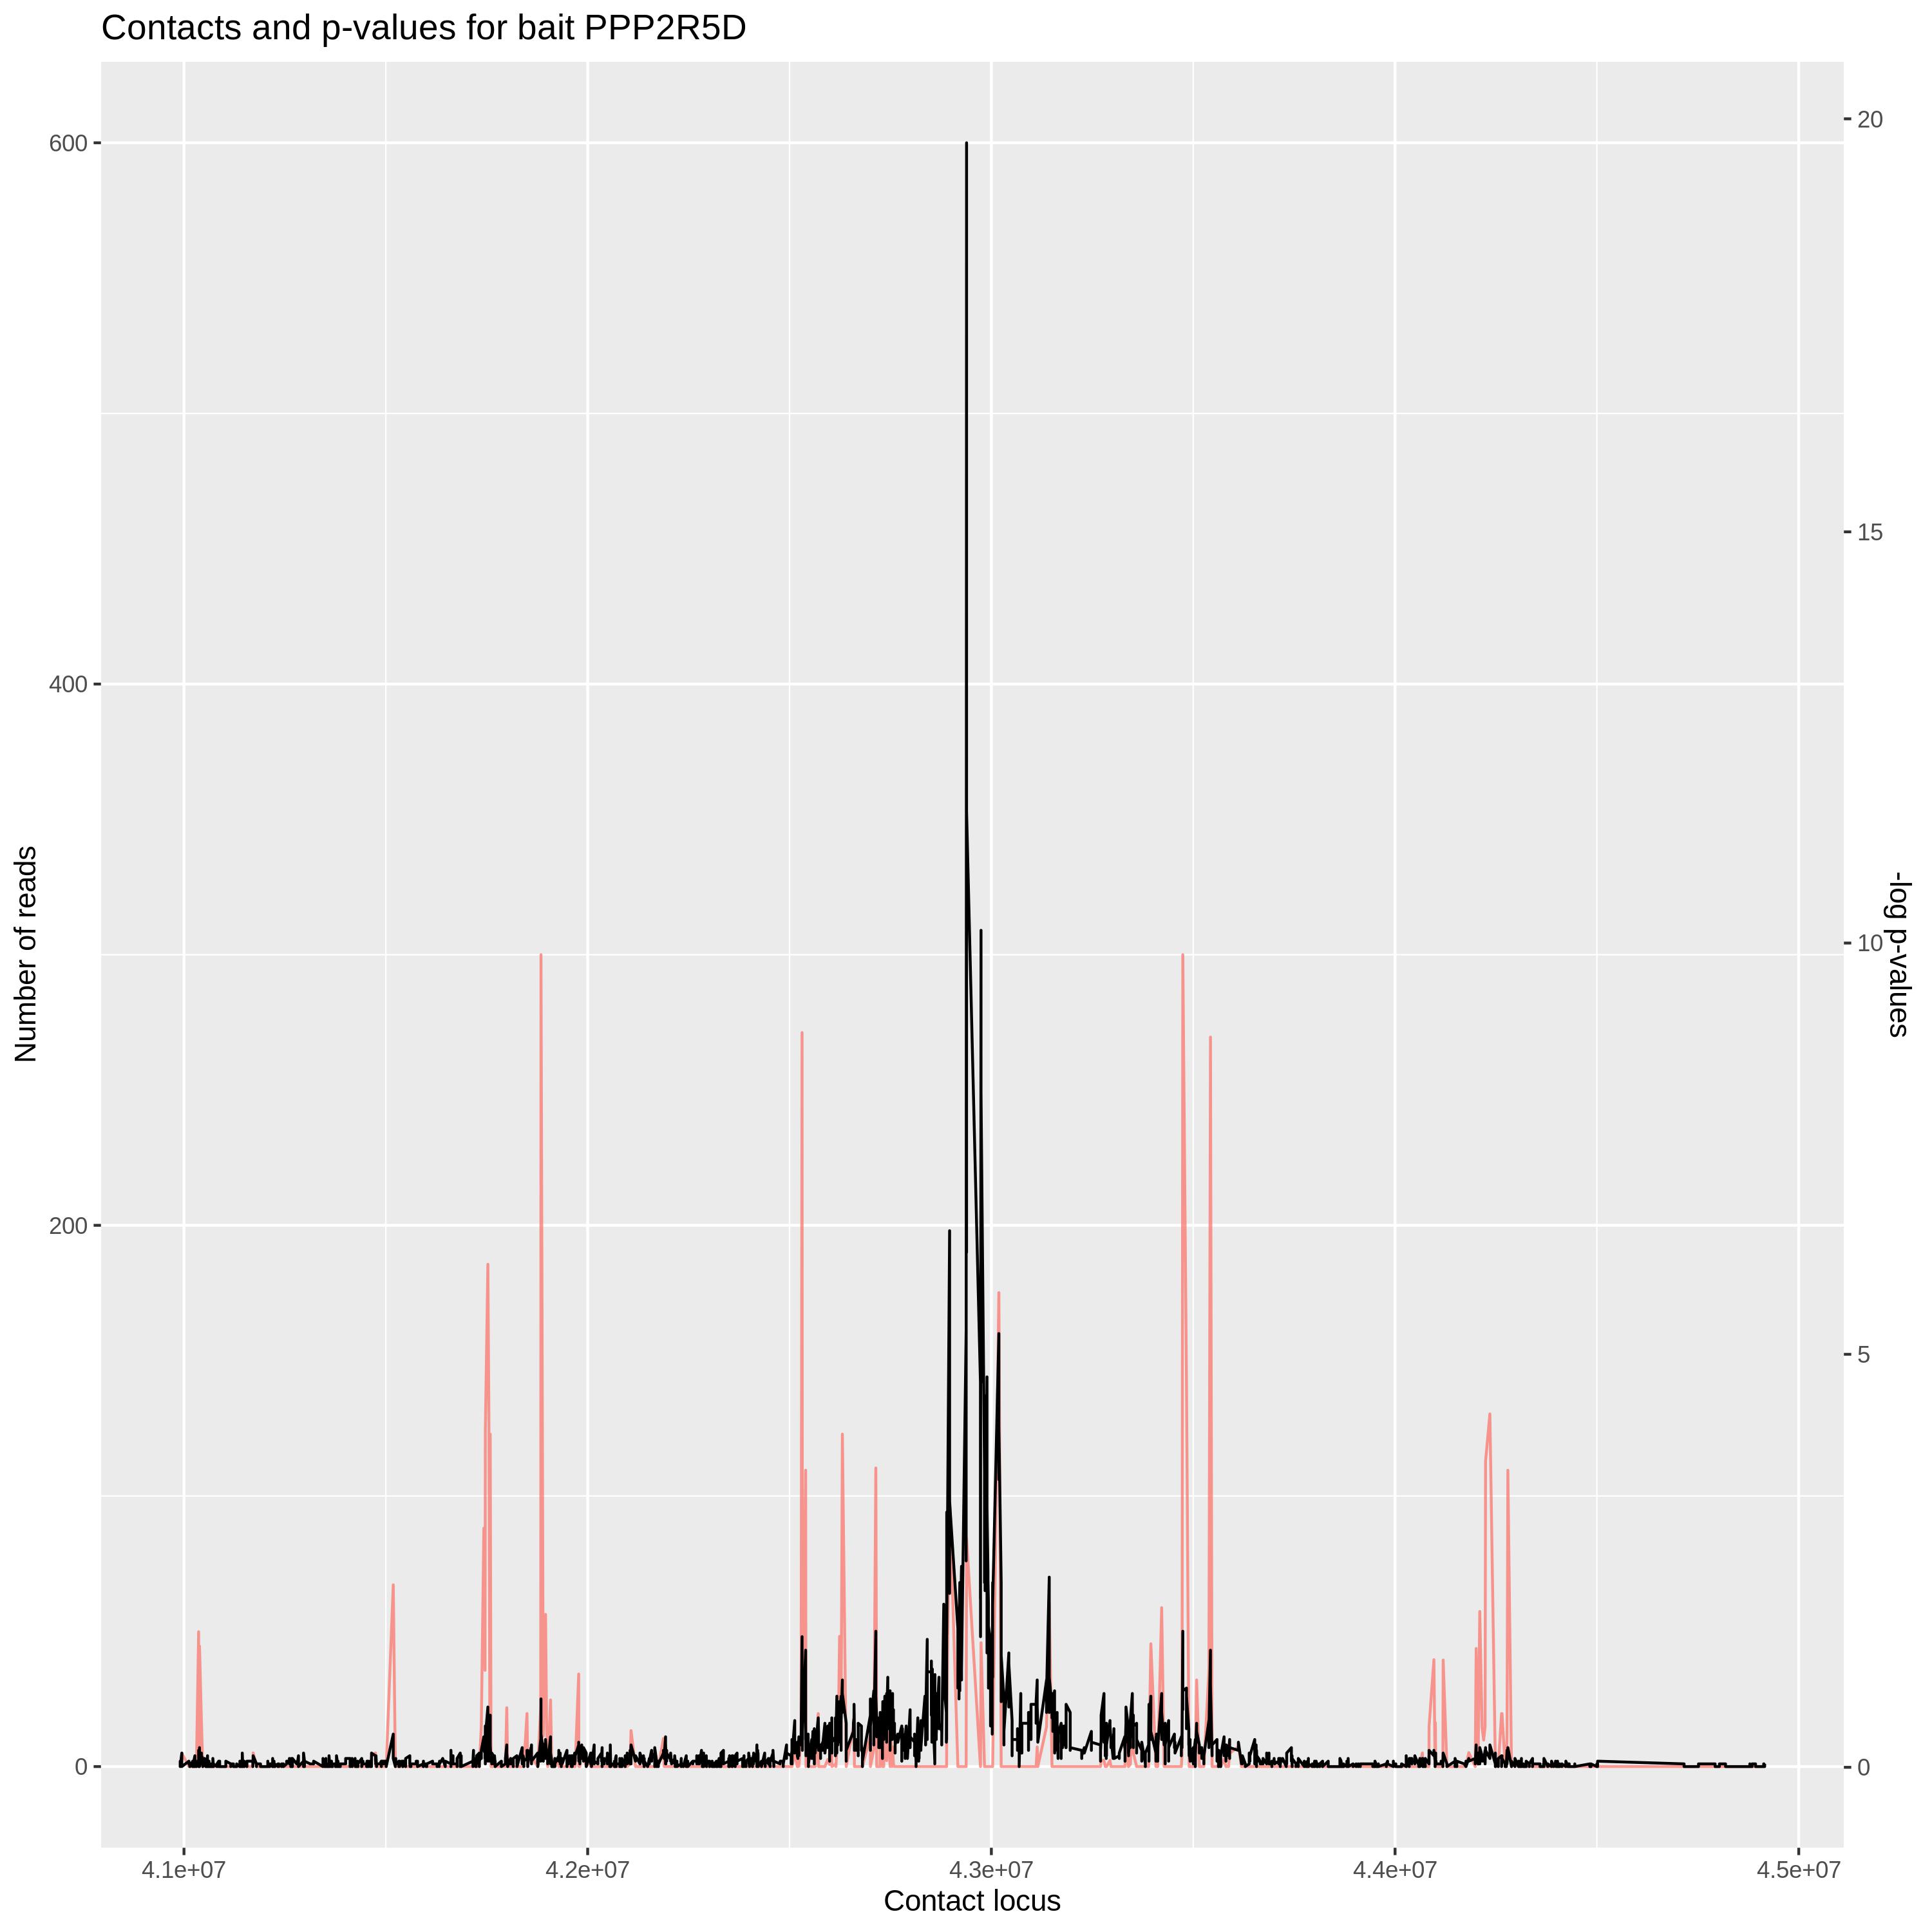 Contacts and p-values for bait PPP2R5D
600
400
200
0
Number of reads
20
15
10
5
0
-log p-values
4.1e+07
4.2e+07
4.3e+07
4.4e+07
4.5e+07
Contact locus